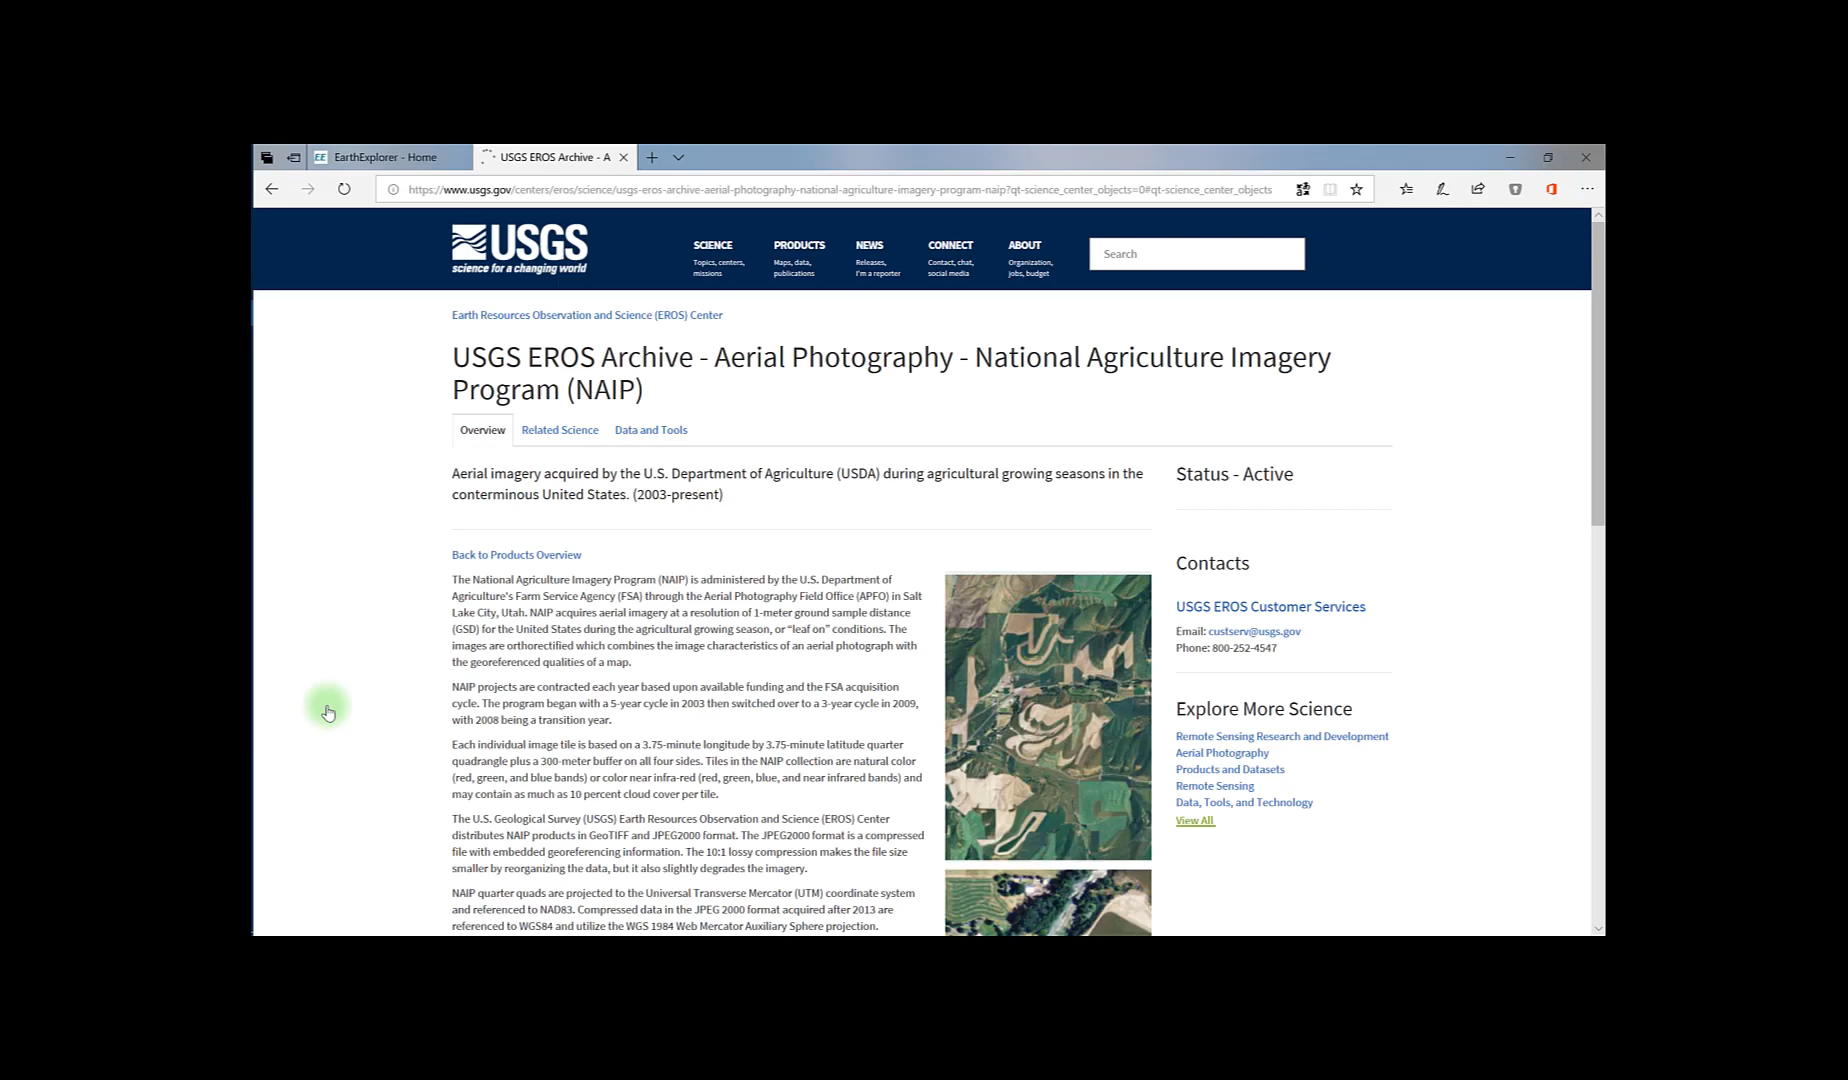 EarthExplorer - Home
USGS EROS Archive - A
https://www.usgs.gov/centers/eros/science/usgs-eros-archive-aerial-photography-national-agriculture-imagery-program-naip?qt-science_center_objects=0#qt-science_center_objects
USGS
science for a changing world
SCIENCE
Topics, centers,
missions
PRODUCTS
Maps, data,
publications
NEWS
Releases,
I'm a reporter
CONNECT
Contact, chat,
social media
ABOUT
Organization,
jobs, budget
Search
Earth Resources Observation and Science (EROS) Center
USGS EROS Archive - Aerial Photography - National Agriculture Imagery
Program (NAIP)
Overview
Related Science
Data and Tools
Aerial imagery acquired by the U.S. Department of Agriculture (USDA) during agricultural growing seasons in the
conterminous United States. (2003-present)
Back to Products Overview
The National Agriculture Imagery Program (NAIP) is administered by the U.S. Department of
Agriculture's Farm Service Agency (FSA) through the Aerial Photography Field Office (APFO) in Salt
Lake City, Utah. NAIP acquires aerial imagery at a resolution of 1-meter ground sample distance
(GSD) for the United States during the agricultural growing season, or “leaf on” conditions. The
images are orthorectified which combines the image characteristics of an aerial photograph with
the georeferenced qualities of a map.
NAIP projects are contracted each year based upon available funding and the FSA acquisition
cycle. The program began with a 5-year cycle in 2003 then switched over to a 3-year cycle in 2009,
with 2008 being a transition year.
Each individual image tile is based on a 3.75-minute longitude by 3.75-minute latitude quarter
quadrangle plus a 300-meter buffer on all four sides. Tiles in the NAIP collection are natural color
(red, green, and blue bands) or color near infra-red (red, green, blue, and near infrared bands) and
may contain as much as 10 percent cloud cover per tile.
The U.S. Geological Survey (USGS) Earth Resources Observation and Science (EROS) Center
distributes NAIP products in GeoTIFF and JPEG2000 format. The JPEG2000 format is a compressed
file with embedded georeferencing information. The 10:1 lossy compression makes the file size
smaller by reorganizing the data, but it also slightly degrades the imagery.
NAIP quarter quads are projected to the Universal Transverse Mercator (UTM) coordinate system
and referenced to NAD83. Compressed data in the JPEG 2000 format acquired after 2013 are
referenced to WGS84 and utilize the WGS 1984 Web Mercator Auxiliary Sphere projection.
Status - Active
Contacts
USGS EROS Customer Services
Email: custserv@usgs.gov
Phone: 800-252-4547
Explore More Science
Remote Sensing Research and Development
Aerial Photography
Products and Datasets
Remote Sensing
Data, Tools, and Technology
View All